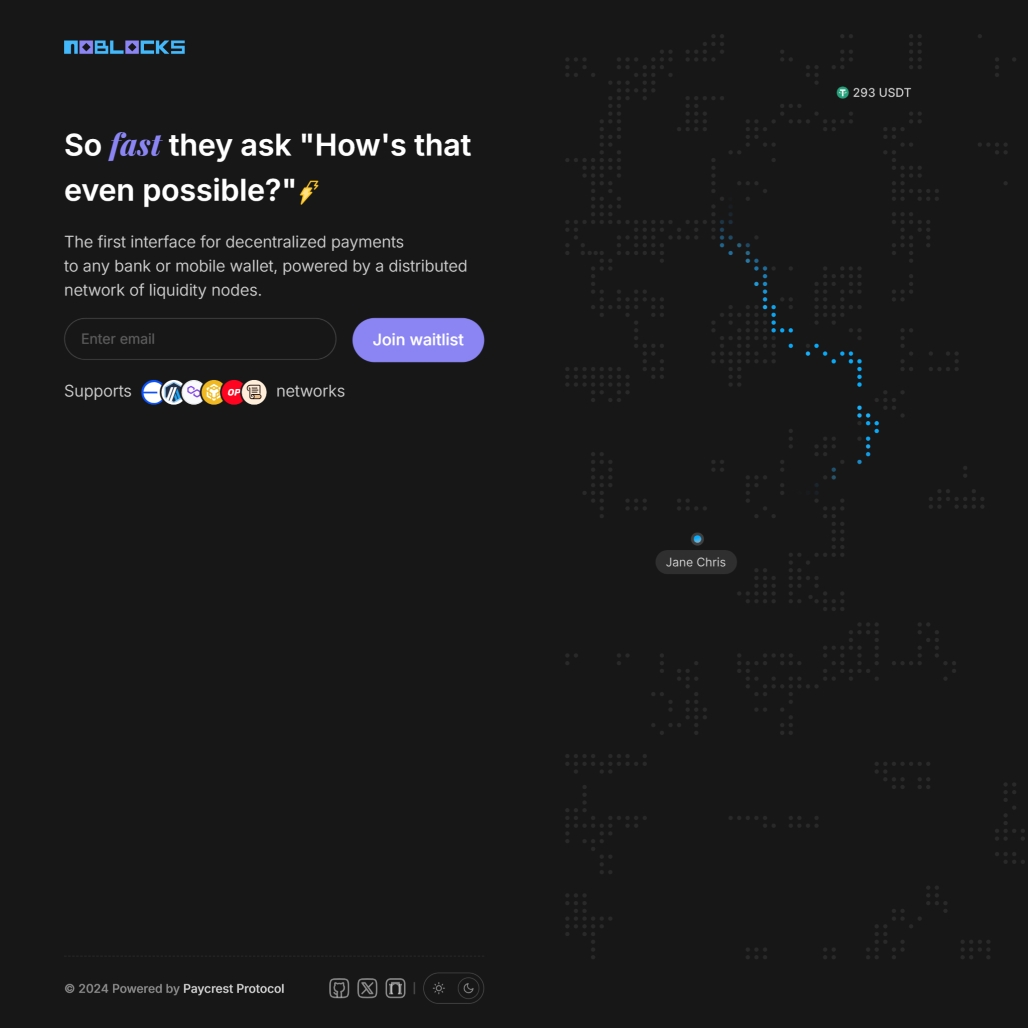 NOBLOCKS
293 USDT
So fast they ask "How's that
even possible?"⚡
The first interface for decentralized payments
to any bank or mobile wallet, powered by a distributed
network of liquidity nodes.
Enter email
Join waitlist
Supports OP networks
Jane Chris
© 2024 Powered by Paycrest Protocol